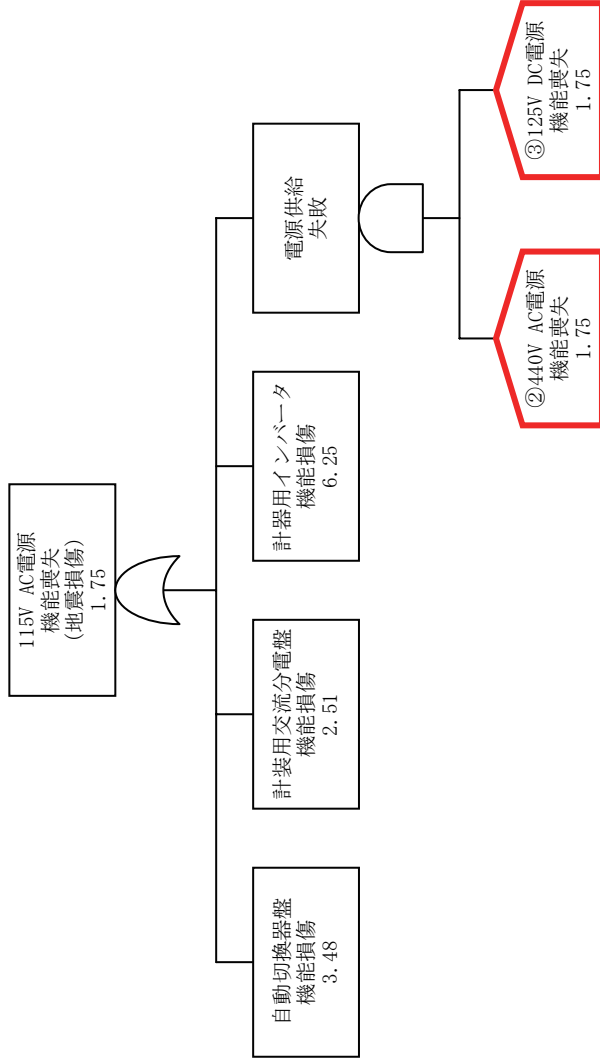 115V AC電源
機能喪失
(地震損傷)
1.75
自動切換器盤
機能損傷
3.48
計装用交流分電盤
機能損傷
2.51
計器用インバータ
機能損傷
6.25
電源供給
失敗
②440V AC電源
機能喪失
1.75
③125V DC電源
機能喪失
1.75